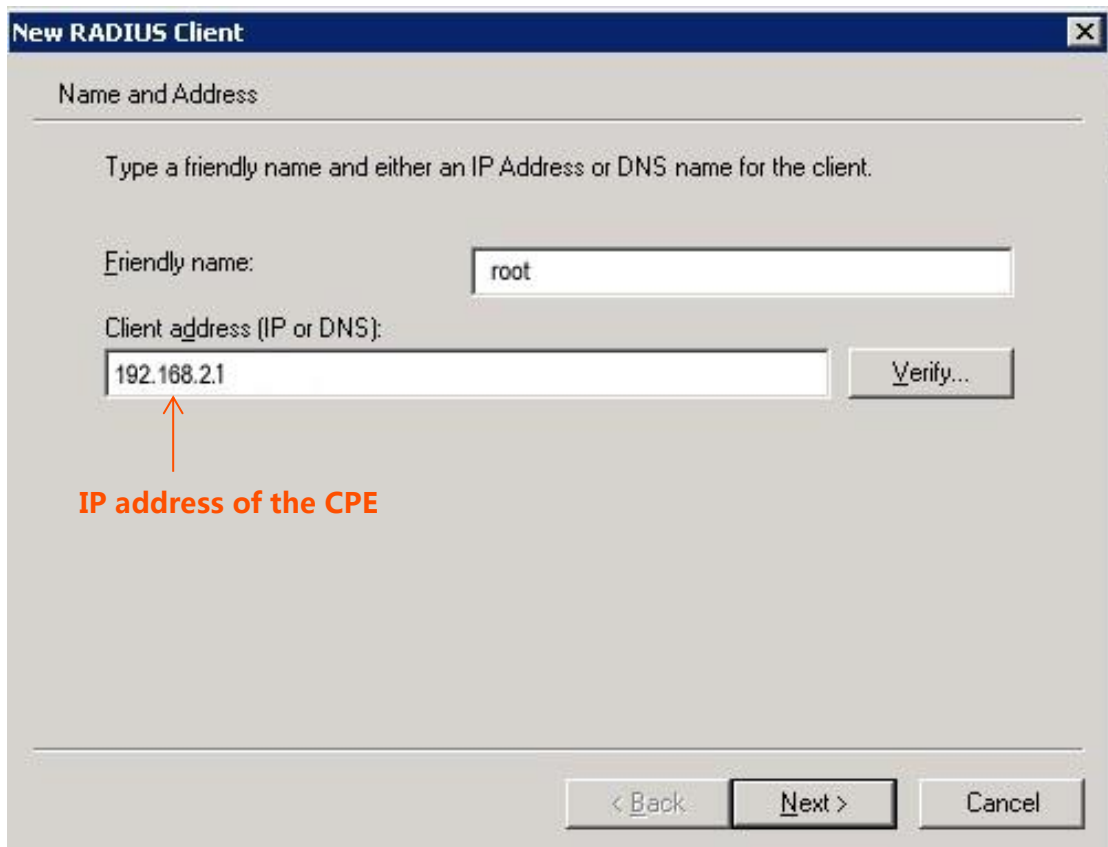 New RADIUS Client
Name and Address
Type a friendly name and either an IP Address or DNS name for the client.
Friendly name:
root
Client address (IP or DNS):
192.168.2.1
Verify...
IP address of the CPE
< Back
Next >
Cancel